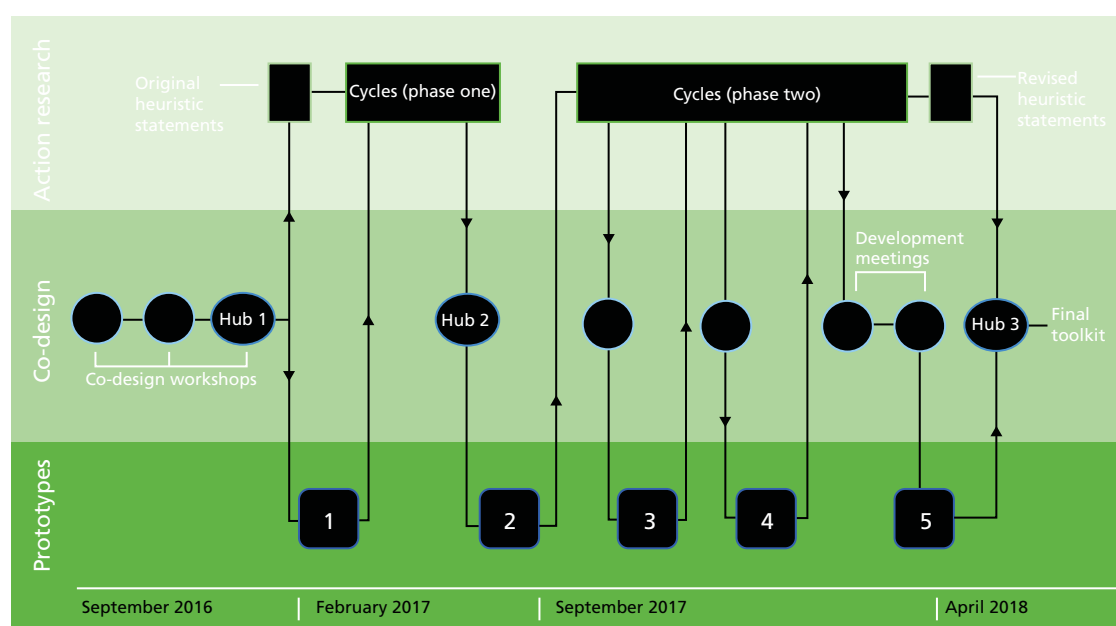 Action research
Original
heuristic
statements
Cycles (phase one)
Cycles (phase two)
Revised
heuristic
statements
Co-design
Hub 1
Co-design workshops
Hub 2
Development
meetings
Hub 3
Final
toolkit
Prototypes
1
2
3
4
5
September 2016
February 2017
September 2017
April 2018